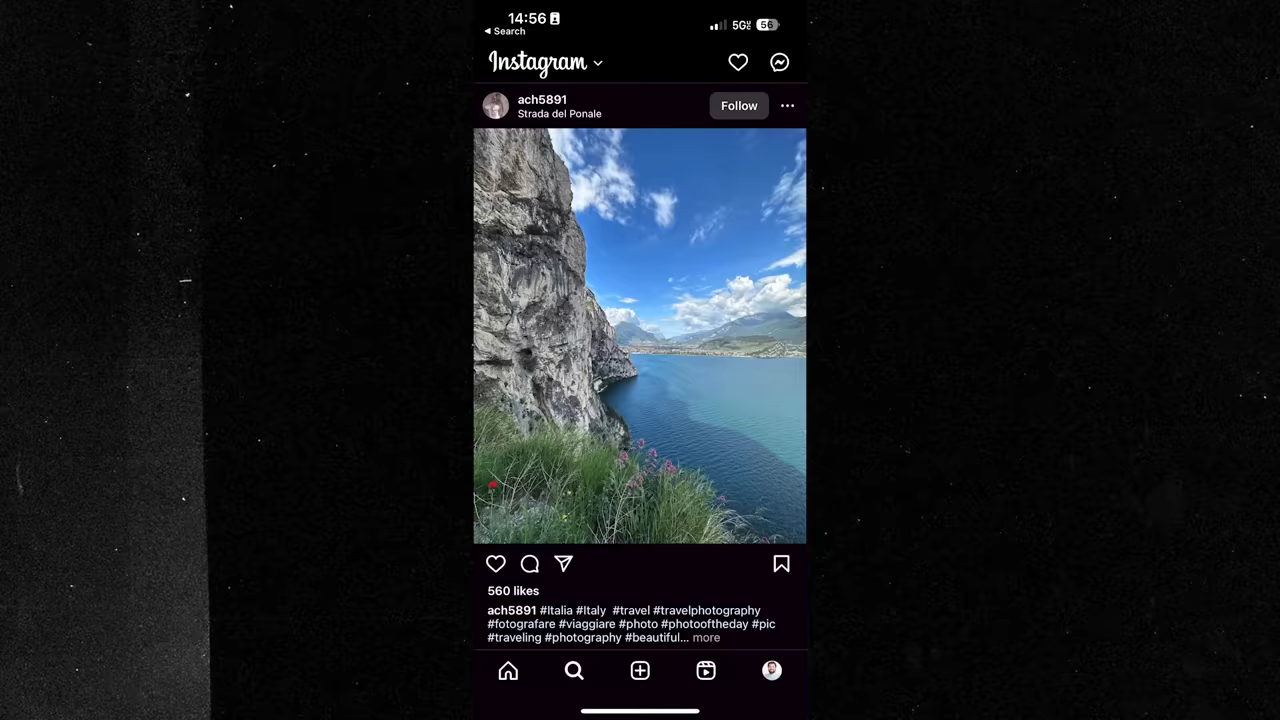 14:56
◀ Search
5G 56
Instagram
ach5891
Strada del Ponale
Follow
560 likes
ach5891 #Italia #Italy #travel #travelphotography
#fotografare #viaggiare #photo #photooftheday #pic
#traveling #photography #beautiful... more